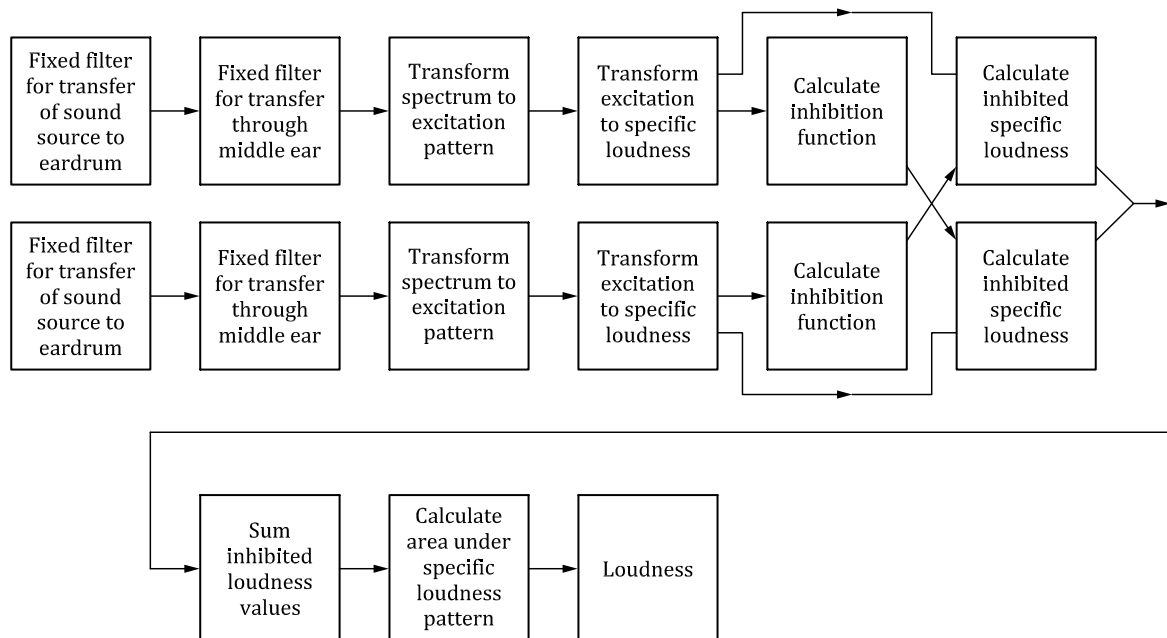 Fixed filter
for transfer
of sound
source to
eardrum
Fixed filter
for transfer
through
middle ear
Transform
spectrum to
excitation
pattern
Transform
excitation
to specific
loudness
Calculate
inhibition
function
Calculate
inhibited
specific
loudness
Fixed filter
for transfer
of sound
source to
eardrum
Fixed filter
for transfer
through
middle ear
Transform
spectrum to
excitation
pattern
Transform
excitation
to specific
loudness
Calculate
inhibition
function
Calculate
inhibited
specific
loudness
Sum
inhibited
loudness
values
Calculate
area under
specific
loudness
pattern
Loudness